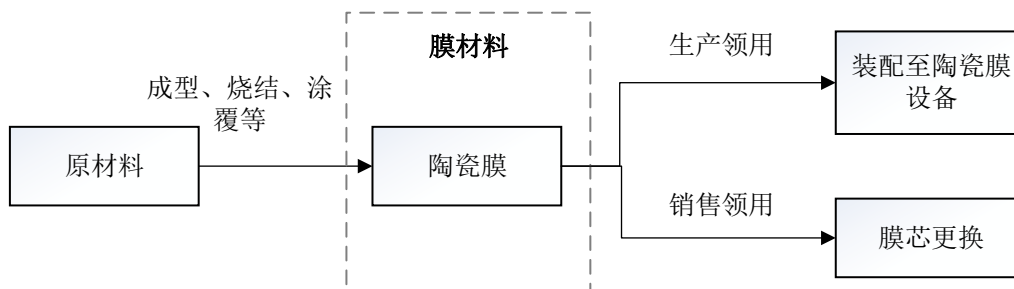 膜材料
生产领用
装配至陶瓷膜
设备
成型、烧结、涂
覆等
原材料
陶瓷膜
销售领用
膜芯更换